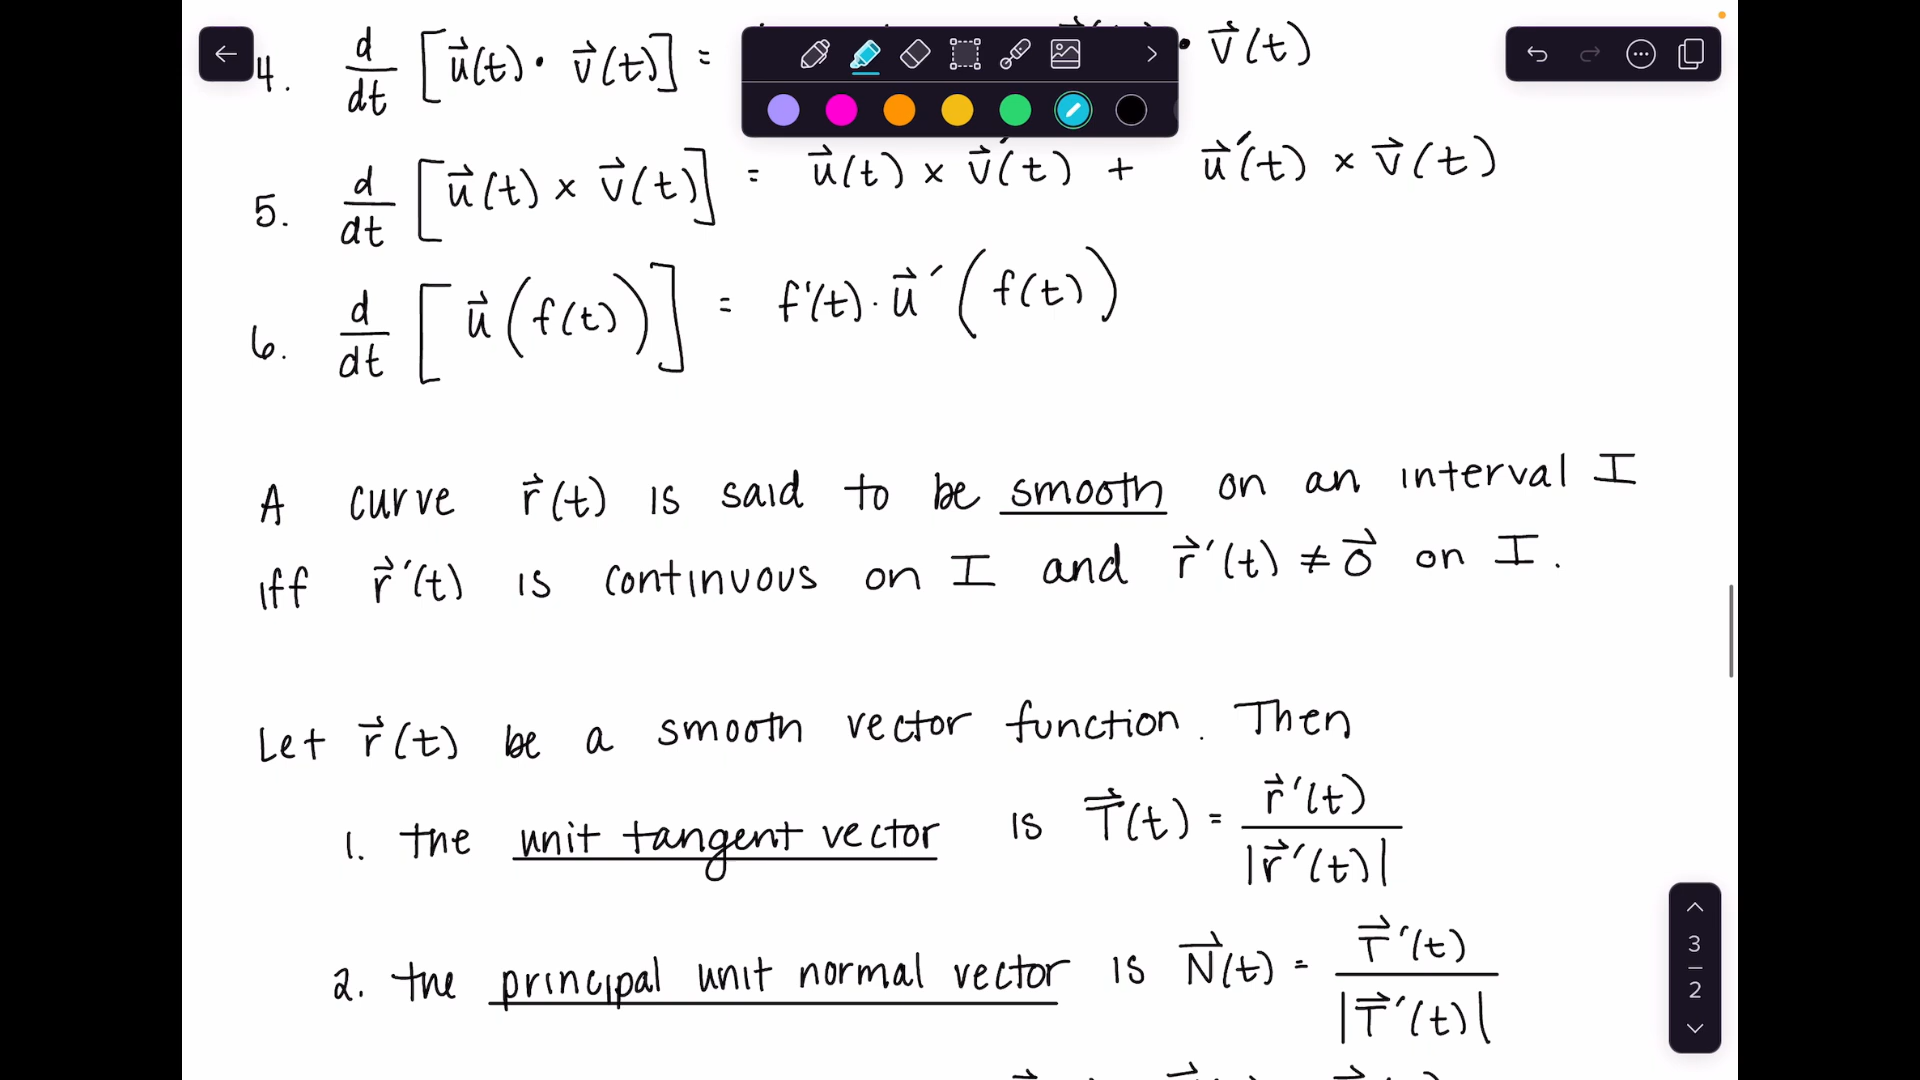 4. d/dt [u⃗(t) · v⃗(t)] = · v⃗(t)
5. d/dt [u⃗(t) × v⃗(t)] = u⃗(t) × v⃗′(t) + u⃗′(t) × v⃗(t)
6. d/dt [u⃗(f(t))] = f′(t) · u⃗′(f(t))
A curve r⃗(t) is said to be smooth on an interval I
iff r⃗′(t) is continuous on I and r⃗′(t) ≠ 0⃗ on I.
Let r⃗(t) be a smooth vector function. Then
1. the unit tangent vector is T⃗(t) = r⃗′(t) / |r⃗′(t)|
2. the principal unit normal vector is N⃗(t) = T⃗′(t) / |T⃗′(t)|
3
2